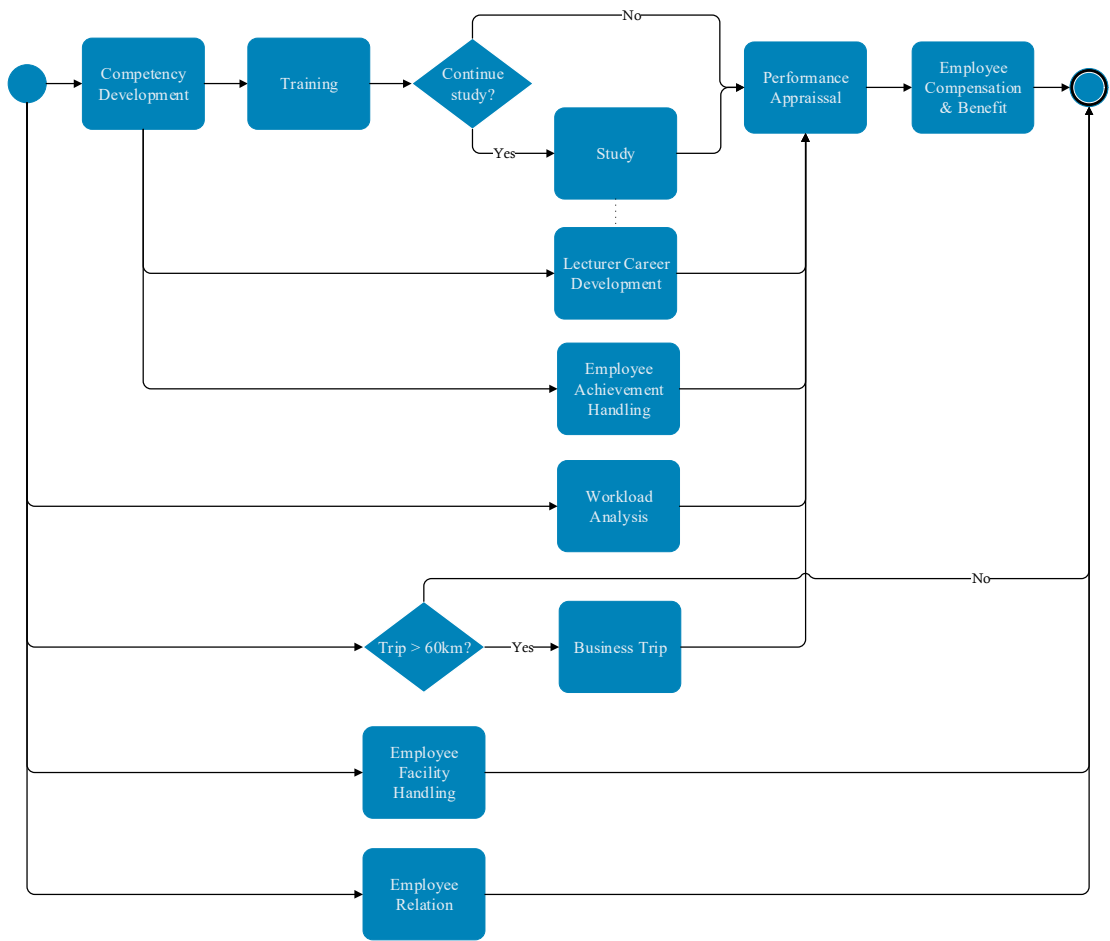 No
Competency
Development
Training
Continue
study?
Performance
Appraissal
Employee
Compensation
& Benefit
Yes
Study
Lecturer Career
Development
Employee
Achievement
Handling
Workload
Analysis
No
Trip > 60km?
Yes
Business Trip
Employee
Facility
Handling
Employee
Relation